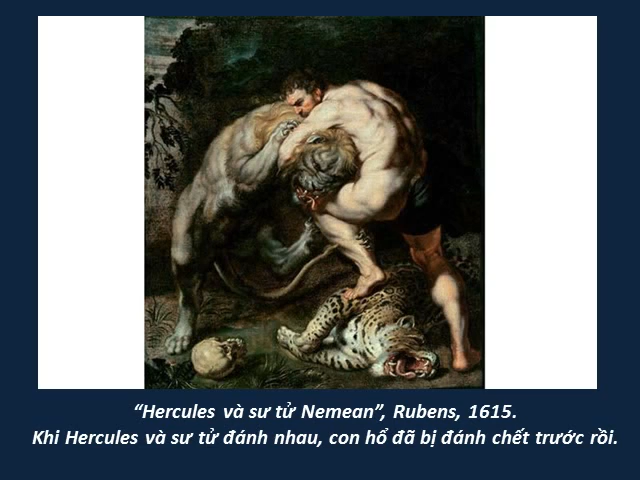 “Hercules và sư tử Nemean”, Rubens, 1615.
Khi Hercules và sư tử đánh nhau, con hổ đã bị đánh chết trước rồi.